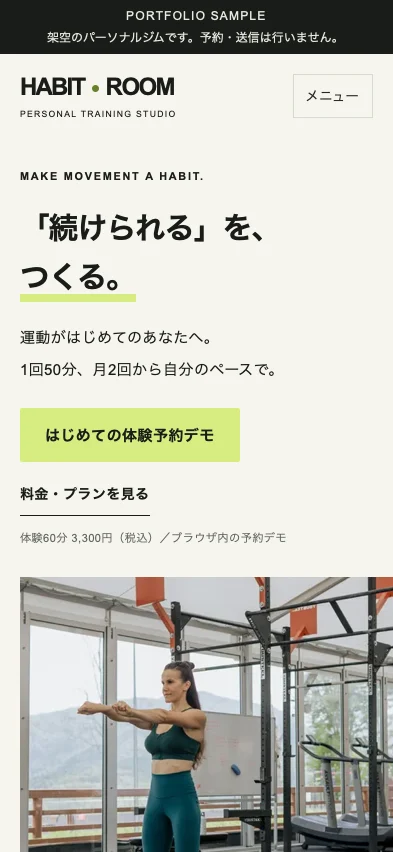 PORTFOLIO SAMPLE
架空のパーソナルジムです。予約・送信は行いません。
HABIT ● ROOM
PERSONAL TRAINING STUDIO
メニュー
MAKE MOVEMENT A HABIT.
「続けられる」を、
つくる。
運動がはじめてのあなたへ。
1回50分、月2回から自分のペースで。
はじめての体験予約デモ
料金・プランを見る
体験60分 3,300円（税込）／ブラウザ内の予約デモ